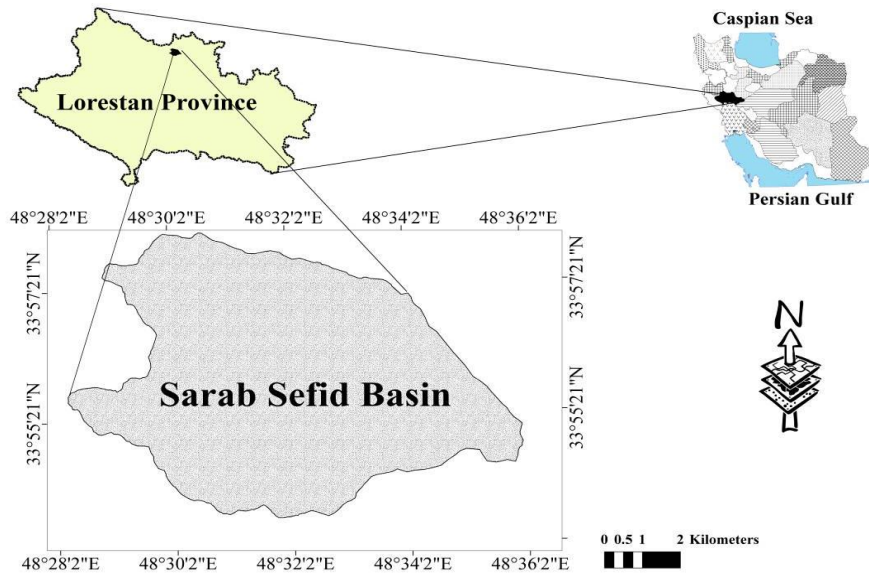 Caspian Sea
Lorestan Province
Persian Gulf
48°28'2"E 48°30'2"E 48°32'2"E 48°34'2"E 48°36'2"E
33°57'21"N
33°57'21"N
N
Sarab Sefid Basin
33°55'21"N
33°55'21"N
0 0.5 1 2 Kilometers
48°28'2"E 48°30'2"E 48°32'2"E 48°34'2"E 48°36'2"E